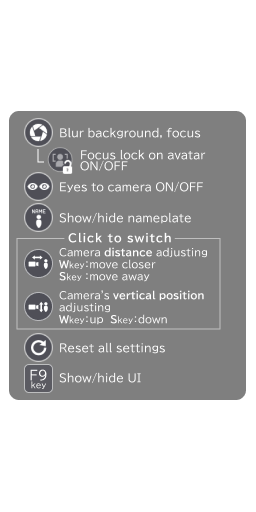 Blur background, focus
Focus lock on avatar
ON/OFF
Eyes to camera ON/OFF
NAME
Show/hide nameplate
Click to switch
Camera distance adjusting
Wkey:move closer
Skey:move away
Camera's vertical position
adjusting
Wkey:up Skey:down
Reset all settings
F9
key
Show/hide UI